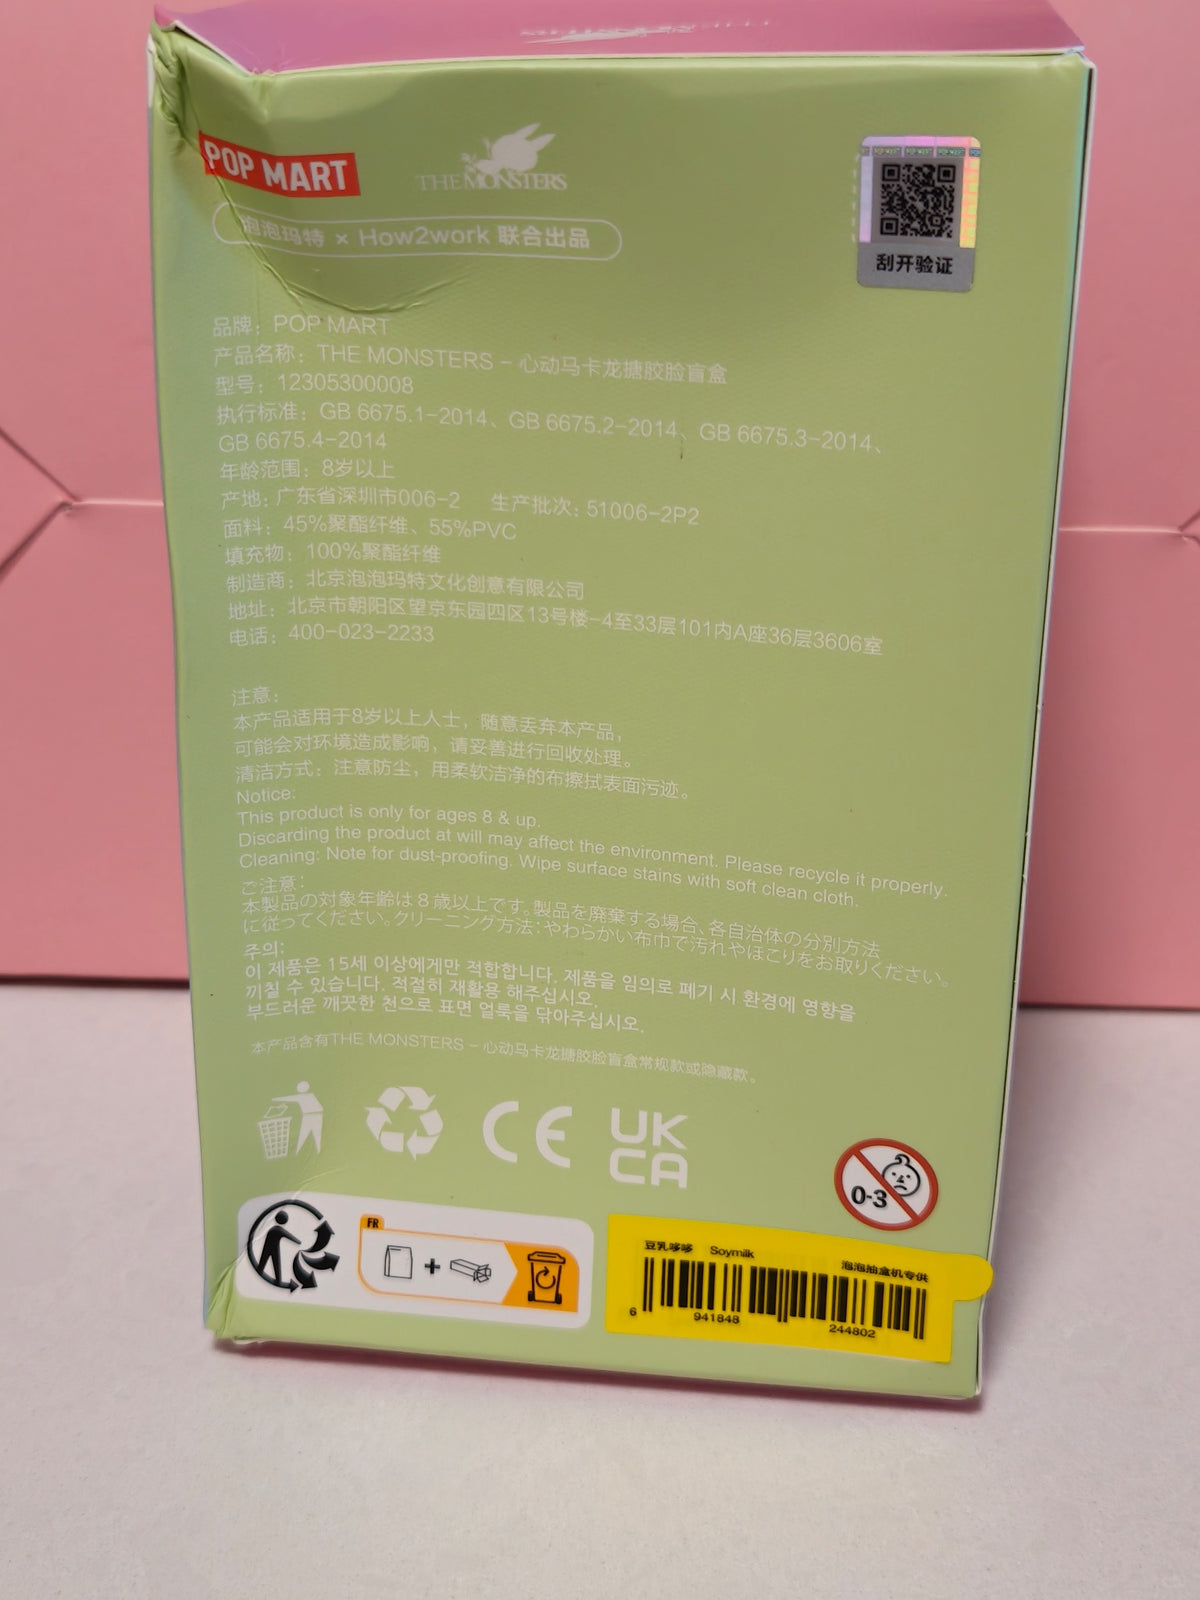 POP MART
THE MONSTERS
泡泡玛特 × How2work 联合出品
刮开验证
品牌：POP MART
产品名称：THE MONSTERS - 心动马卡龙搪胶脸盲盒
型号：12305300008
执行标准：GB 6675.1-2014、GB 6675.2-2014、GB 6675.3-2014、
GB 6675.4-2014
年龄范围：8岁以上
产地：广东省深圳市006-2 生产批次：51006-2P2
面料：45%聚酯纤维、55%PVC
填充物：100%聚酯纤维
制造商：北京泡泡玛特文化创意有限公司
地址：北京市朝阳区望京东园四区13号楼-4至33层101内A座36层3606室
电话：400-023-2233
注意：
本产品适用于8岁以上人士，随意丢弃本产品，
可能会对环境造成影响，请妥善进行回收处理。
清洁方式：注意防尘，用柔软洁净的布擦拭表面污迹。
Notice:
This product is only for ages 8 & up.
Discarding the product at will may affect the environment. Please recycle it properly.
Cleaning: Note for dust-proofing. Wipe surface stains with soft clean cloth.
ご注意：
本製品の対象年齢は8歳以上です。製品を廃棄する場合、各自治体の分別方法
に従ってください。クリーニング方法：やわらかい布巾で汚れやほこりをお取りください。
주의:
이 제품은 15세 이상에게만 적합합니다. 제품을 임의로 폐기 시 환경에 영향을
끼칠 수 있습니다. 적절히 재활용 해주십시오.
부드러운 깨끗한 천으로 표면 얼룩을 닦아주십시오.
本产品含有THE MONSTERS - 心动马卡龙搪胶脸盲盒常规款或隐藏款。
CE
UK
CA
0-3
FR
豆乳哆哆 Soymilk 泡泡抽盒机专供
6 941848 244802